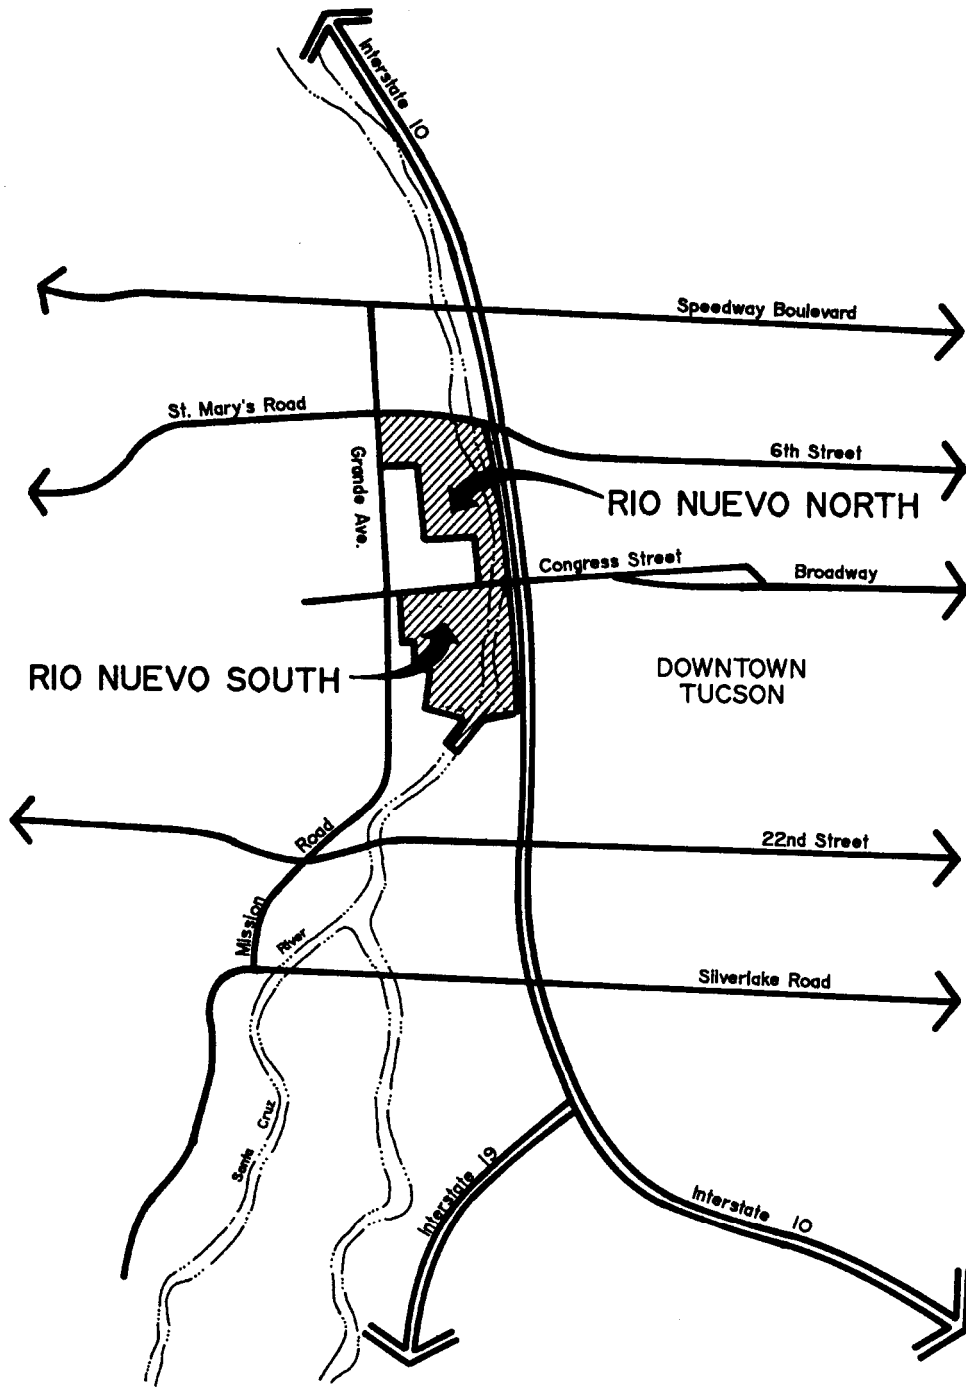 Interstate 10
Speedway Boulevard
St. Mary's Road
6th Street
Grande Ave.
RIO NUEVO NORTH
Congress Street
Broadway
RIO NUEVO SOUTH
DOWNTOWN
TUCSON
22nd Street
Mission Road
Silverlake Road
Santa Cruz River
Interstate 19
Interstate 10